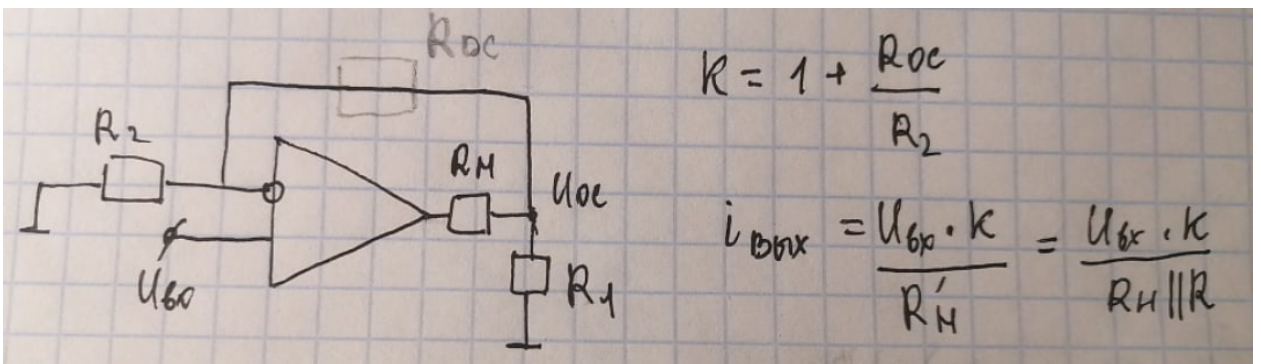 Rос
R₂
Rн
Uос
Uвх
R₁
K = 1 + Rос / R₂
iвых = Uвх · K / R′н = Uвх · K / Rн || R